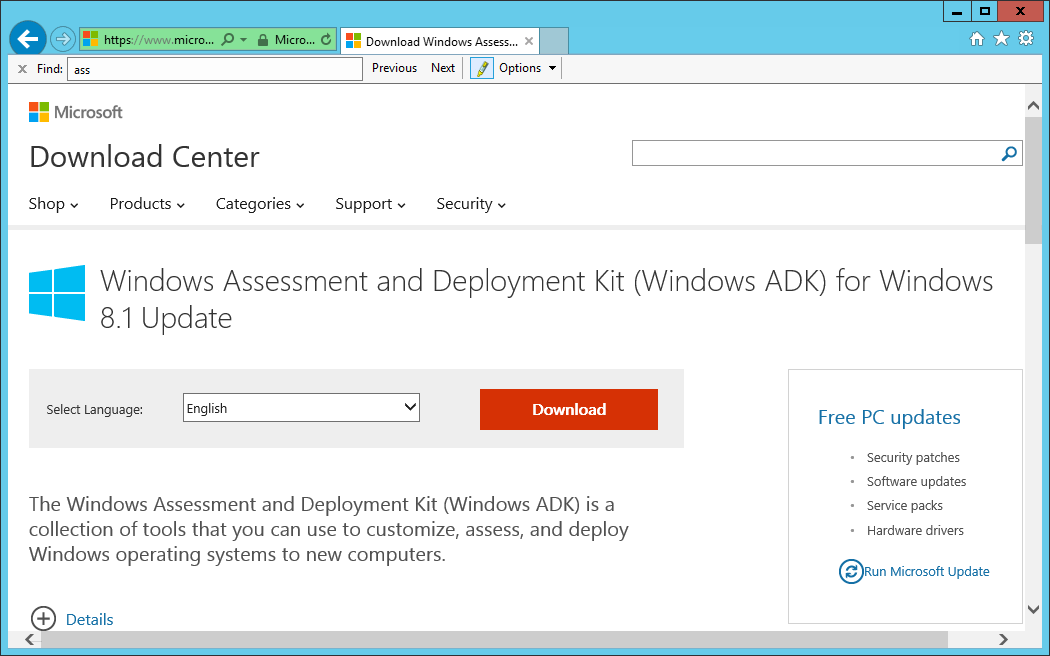 https://www.micro...
Micro...
Download Windows Assess...
Find: ass
Previous Next Options
Microsoft
Download Center
Shop Products Categories Support Security
Windows Assessment and Deployment Kit (Windows ADK) for Windows
8.1 Update
Select Language: English Download
The Windows Assessment and Deployment Kit (Windows ADK) is a
collection of tools that you can use to customize, assess, and deploy
Windows operating systems to new computers.
Details
Free PC updates
• Security patches
• Software updates
• Service packs
• Hardware drivers
Run Microsoft Update